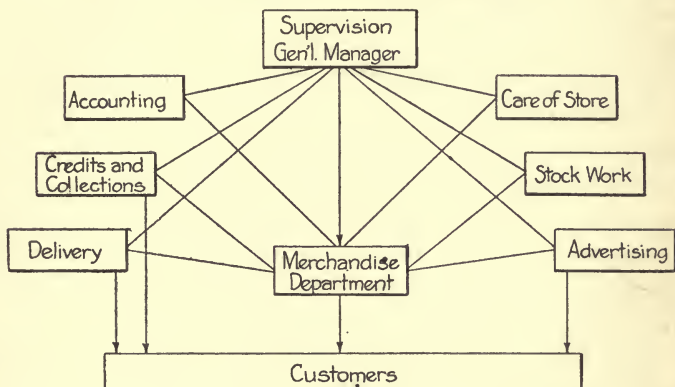 Supervision
Gen'l. Manager
Accounting
Care of Store
Credits and
Collections
Stock Work
Delivery
Merchandise
Department
Advertising
Customers